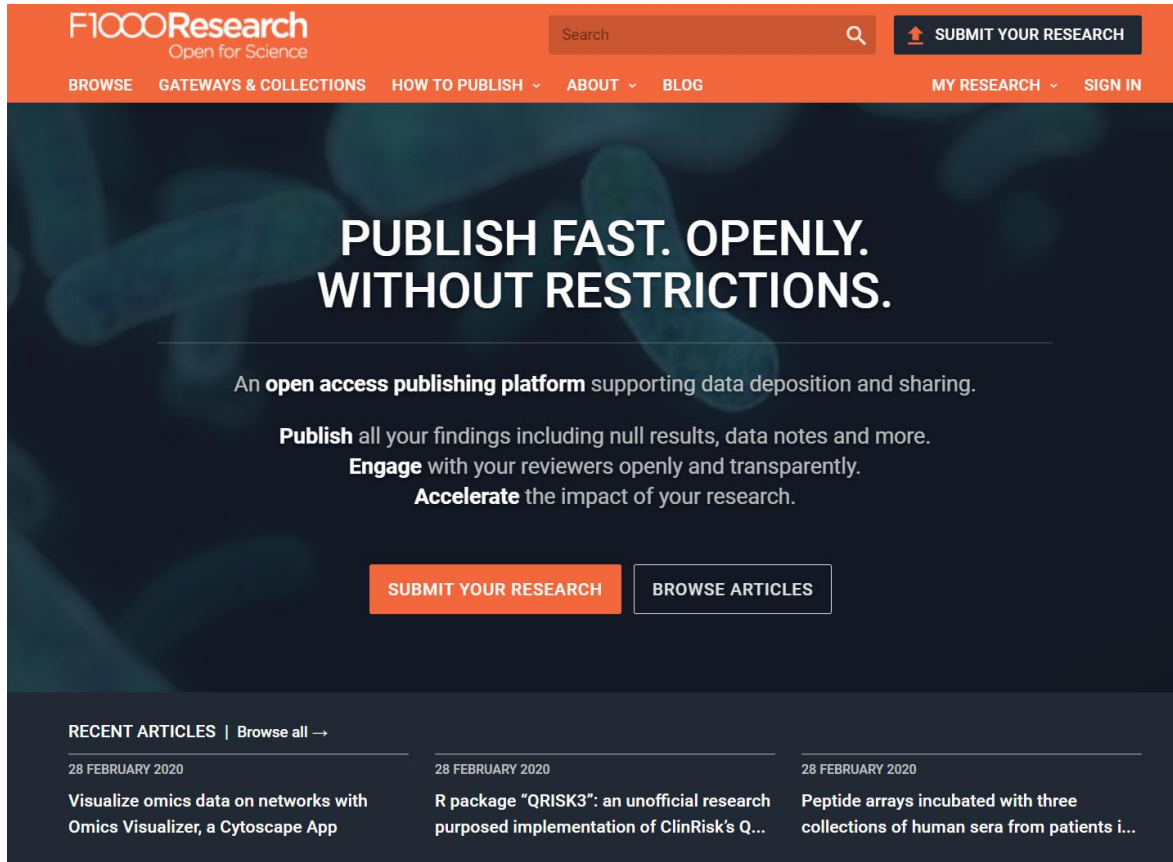 F1000Research
Open for Science
Search
SUBMIT YOUR RESEARCH
BROWSE GATEWAYS & COLLECTIONS HOW TO PUBLISH ABOUT BLOG MY RESEARCH SIGN IN
PUBLISH FAST. OPENLY.
WITHOUT RESTRICTIONS.
An open access publishing platform supporting data deposition and sharing.
Publish all your findings including null results, data notes and more.
Engage with your reviewers openly and transparently.
Accelerate the impact of your research.
SUBMIT YOUR RESEARCH BROWSE ARTICLES
RECENT ARTICLES | Browse all →
28 FEBRUARY 2020
Visualize omics data on networks with
Omics Visualizer, a Cytoscape App
28 FEBRUARY 2020
R package “QRISK3”: an unofficial research
purposed implementation of ClinRisk’s Q...
28 FEBRUARY 2020
Peptide arrays incubated with three
collections of human sera from patients i...